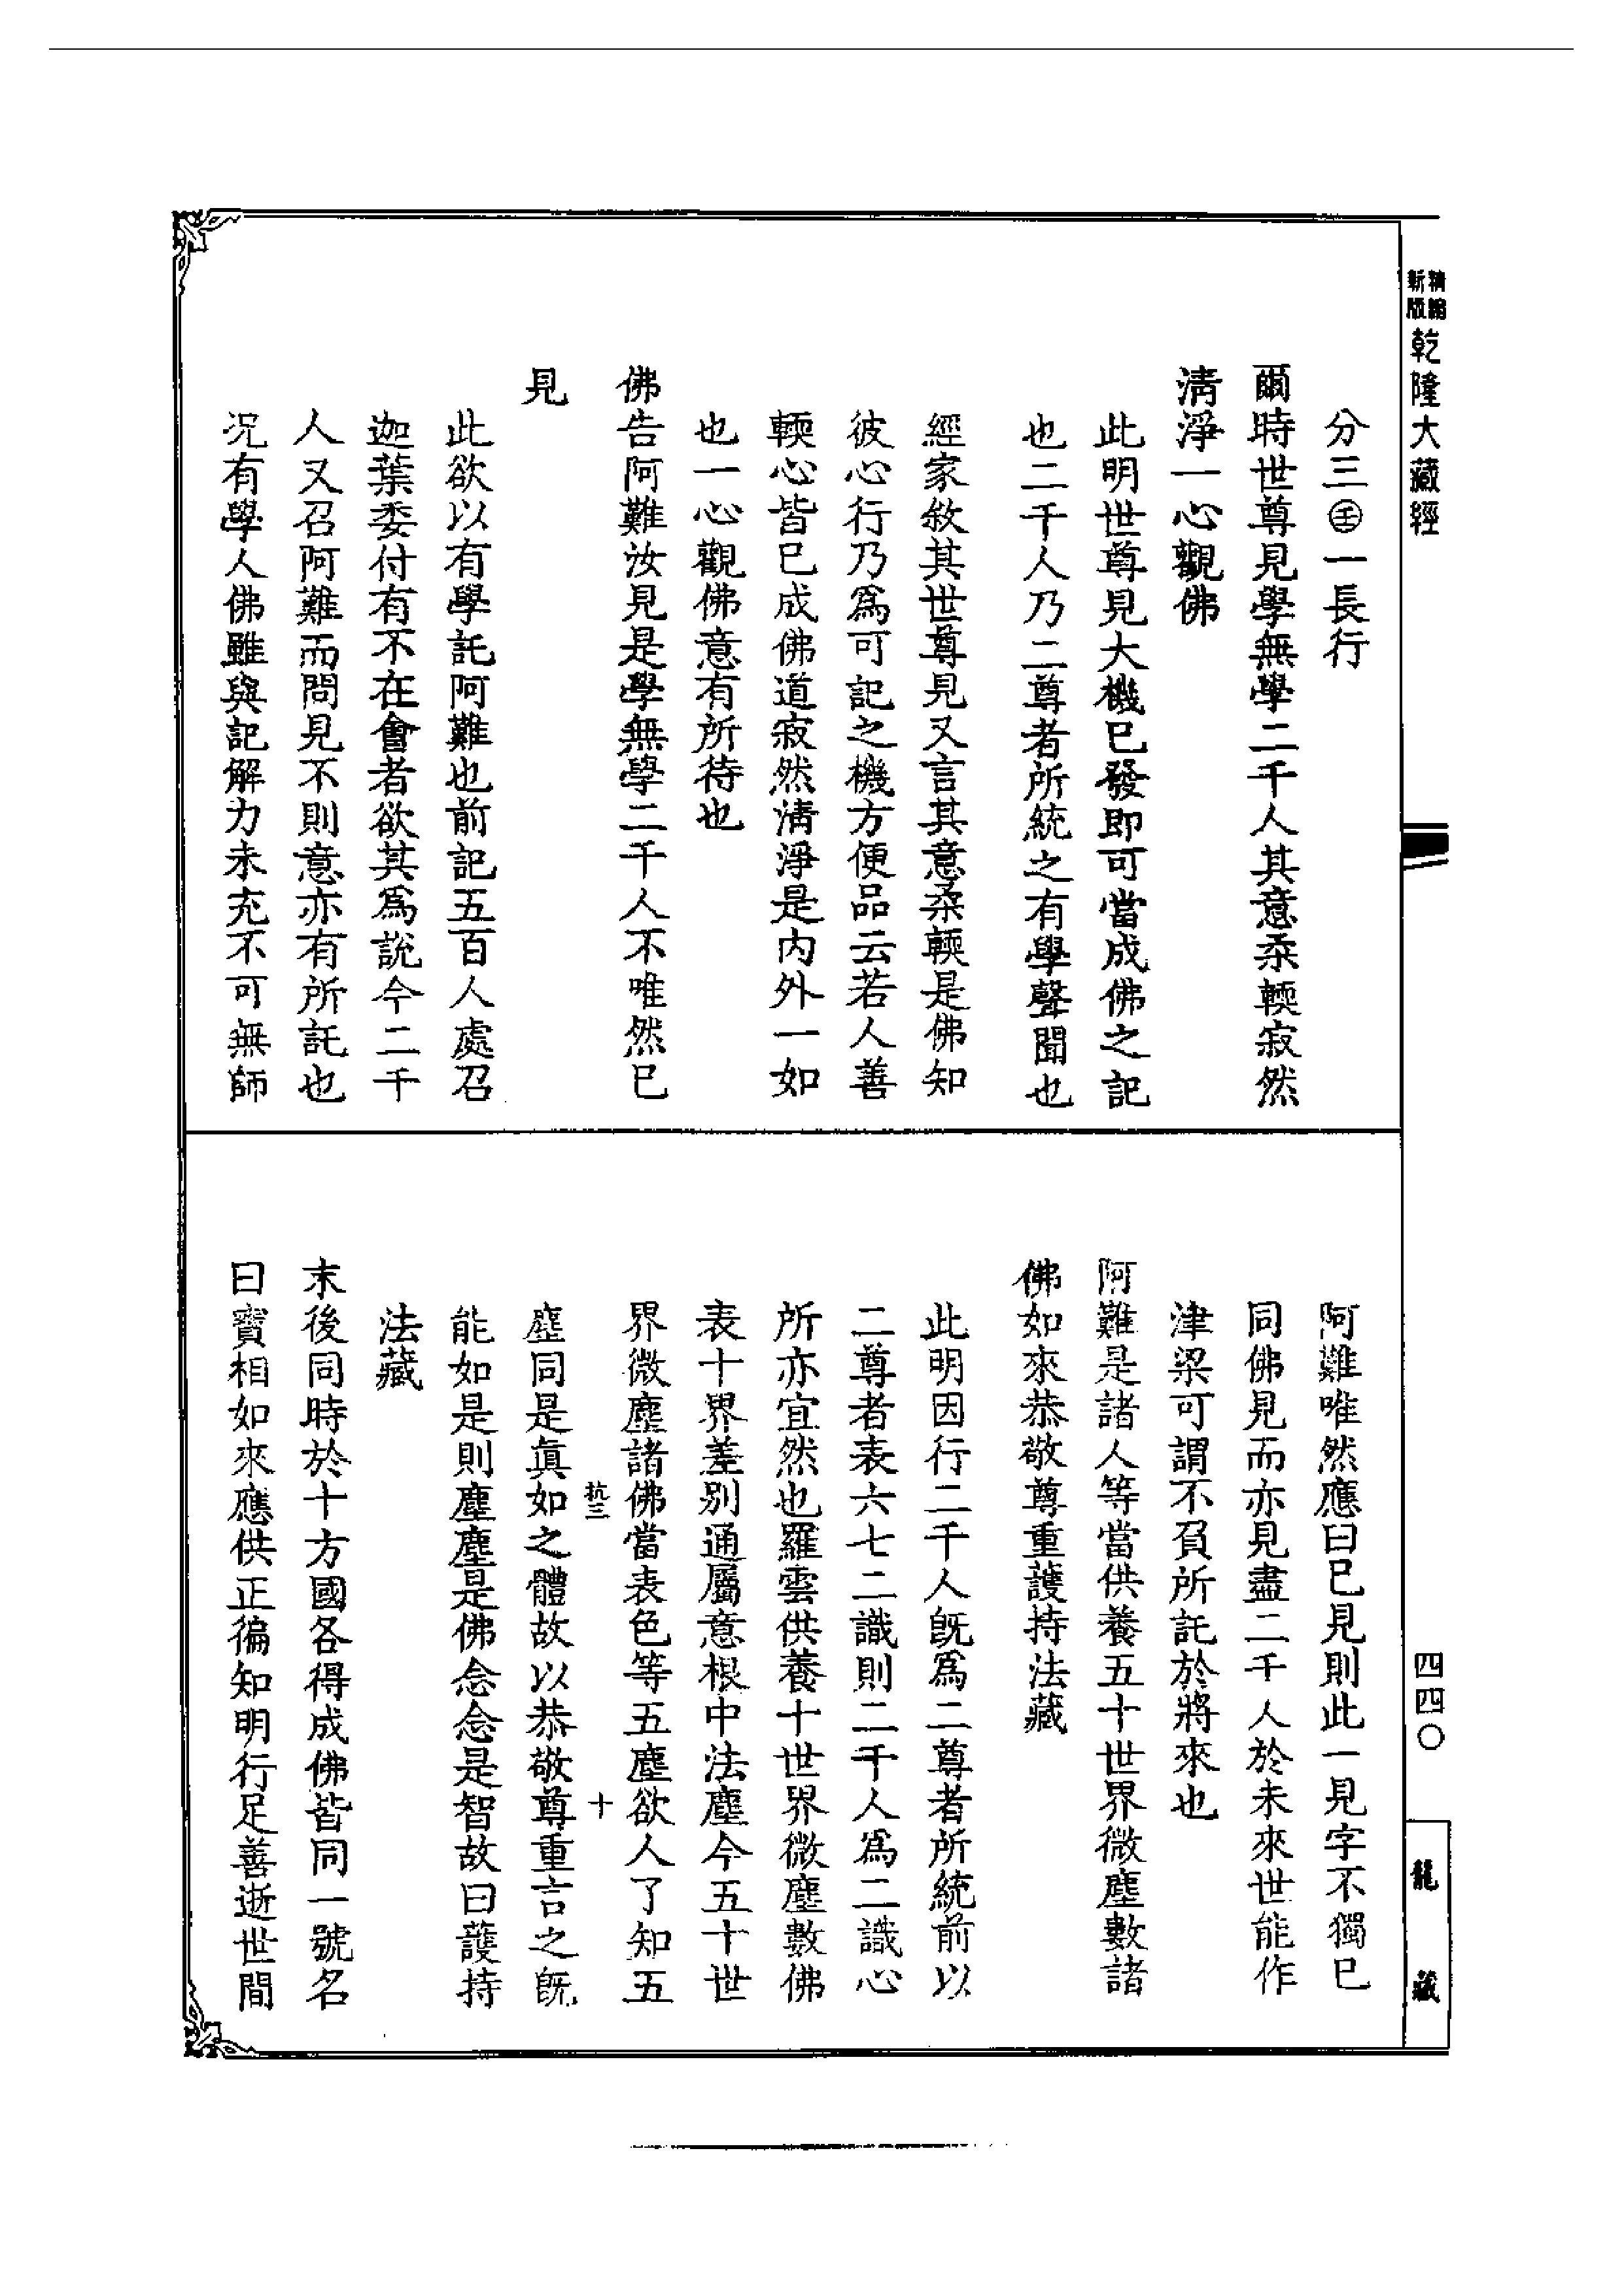 精編
新版
乾隆大藏經
分三㊁一長行
爾時世尊見學無學二千人其意柔輭寂然
清淨一心觀佛
此明世尊見大機已發即可當成佛之記
也二千人乃二尊者所統之有學聲聞也
經家敘其世尊見又言其意柔輭是佛知
彼心行乃爲可記之機方便品云若人善
輭心皆已成佛道寂然清淨是內外一如
也一心觀佛意有所待也
佛告阿難汝見是學無學二千人不唯然已
見
此欲以有學託阿難也前記五百人處召
迦葉委付有不在會者欲其爲說今二千
人又召阿難而問見不則意亦有所託也
况有學人佛雖與記解力未充不可無師
阿難唯然應曰已見則此一見字不獨已
同佛見而亦見盡二千人於未來世能作
津梁可謂不負所託於將來也
阿難是諸人等當供養五十世界微塵數諸
佛如來恭敬尊重護持法藏
此明因行二千人旣爲二尊者所統前以
二尊者表六七二識則二千人爲二識心
所亦宜然也羅雲供養十世界微塵數佛
表十界差別通屬意根中法塵今五十世
界微塵諸佛當表色等五塵欲人了知五
塵同是眞如之體故以恭敬尊重言之旣
能如是則塵塵是佛念念是智故曰護持
法藏
末後同時於十方國各得成佛皆同一號名
曰寶相如來應供正徧知明行足善逝世間
抗三
十
四四〇
龍藏